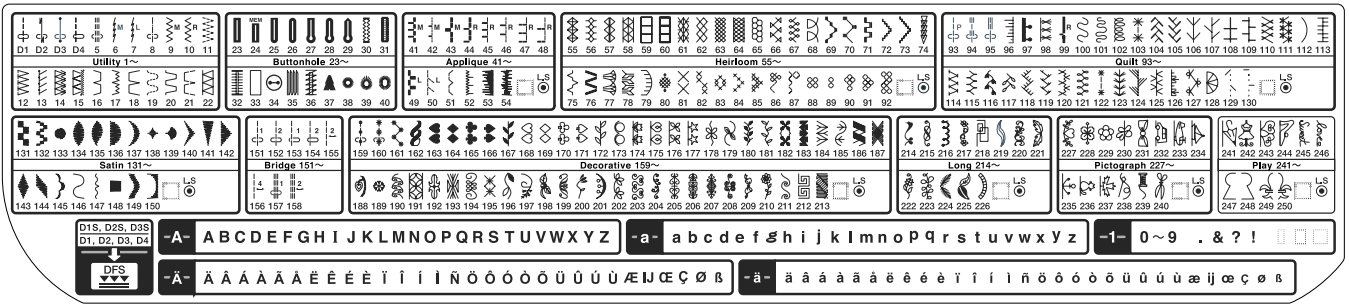 MEM
D1 D2 D3 D4 5 6 7 8 9 10 11 23 24 25 26 27 28 29 30 31 41 42 43 44 45 46 47 48 55 56 57 58 59 60 61 62 63 64 65 66 67 68 69 70 71 72 73 74 93 94 95 96 97 98 99 100 101 102 103 104 105 106 107 108 109 110 111 112 113
Utility 1~ Buttonhole 23~ Applique 41~ Heirloom 55~ Quilt 93~
LS LS LS
12 13 14 15 16 17 18 19 20 21 22 32 33 34 35 36 37 38 39 40 49 50 51 52 53 54 75 76 77 78 79 80 81 82 83 84 85 86 87 88 89 90 91 92 114 115 116 117 118 119 120 121 122 123 124 125 126 127 128 129 130
131 132 133 134 135 136 137 138 139 140 141 142 151 152 153 154 155 159 160 161 162 163 164 165 166 167 168 169 170 171 172 173 174 175 176 177 178 179 180 181 182 183 184 185 186 187 214 215 216 217 218 219 220 221 227 228 229 230 231 232 233 234 241 242 243 244 245 246
Satin 131~ Bridge 151~ Decorative 159~ Long 214~ Pictograph 227~ Play 241~
LS LS LS LS LS
143 144 145 146 147 148 149 150 156 157 158 188 189 190 191 192 193 194 195 196 197 198 199 200 201 202 203 204 205 206 207 208 209 210 211 212 213 222 223 224 225 226 235 236 237 238 239 240 247 248 249 250
D1S, D2S, D3S
D1, D2, D3, D4
DFS
-A- A B C D E F G H I J K L M N O P Q R S T U V W X Y Z -a- a b c d e f g h i j k l m n o p q r s t u v w x y z -1- 0~9 . & ? !
-Ä- Ä Â Á À Ã Å Ë Ê É È Ï Î Í Ì Ñ Ö Ô Ó Ò Õ Ü Û Ú Ù Æ IJ Œ Ç Ø ß -ä- ä â á à ã å ë ê é è ï î í ì ñ ö ô ó ò õ ü û ú ù æ ij œ ç ø ß